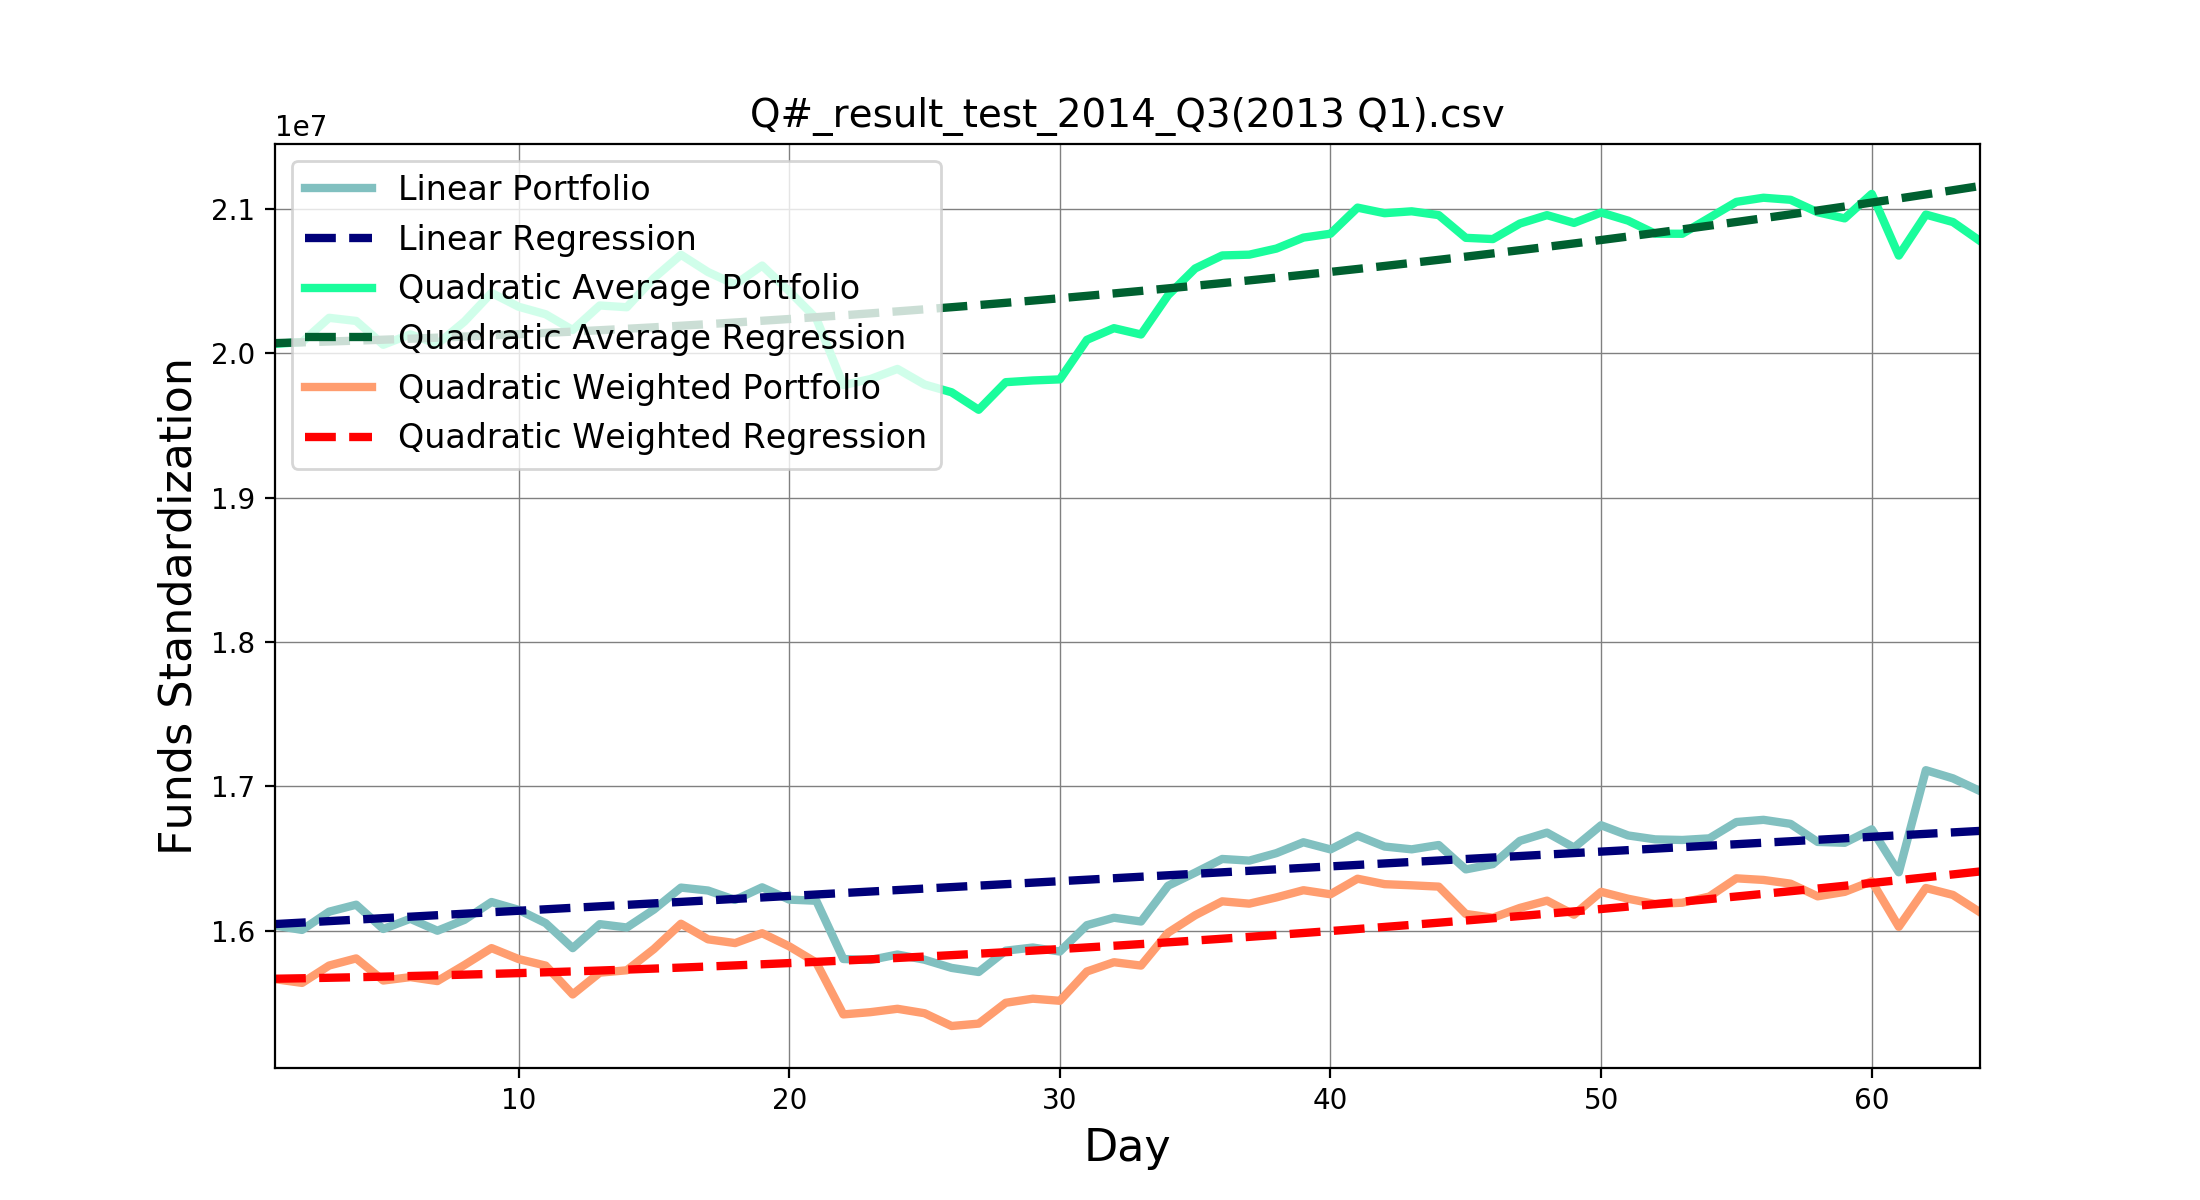 Q#_result_test_2014_Q3(2013 Q1).csv
1e7
Linear Portfolio
Linear Regression
Quadratic Average Portfolio
Quadratic Average Regression
Quadratic Weighted Portfolio
Quadratic Weighted Regression
2.1
2.0
1.9
1.8
1.7
1.6
Funds Standardization
10 20 30 40 50 60
Day